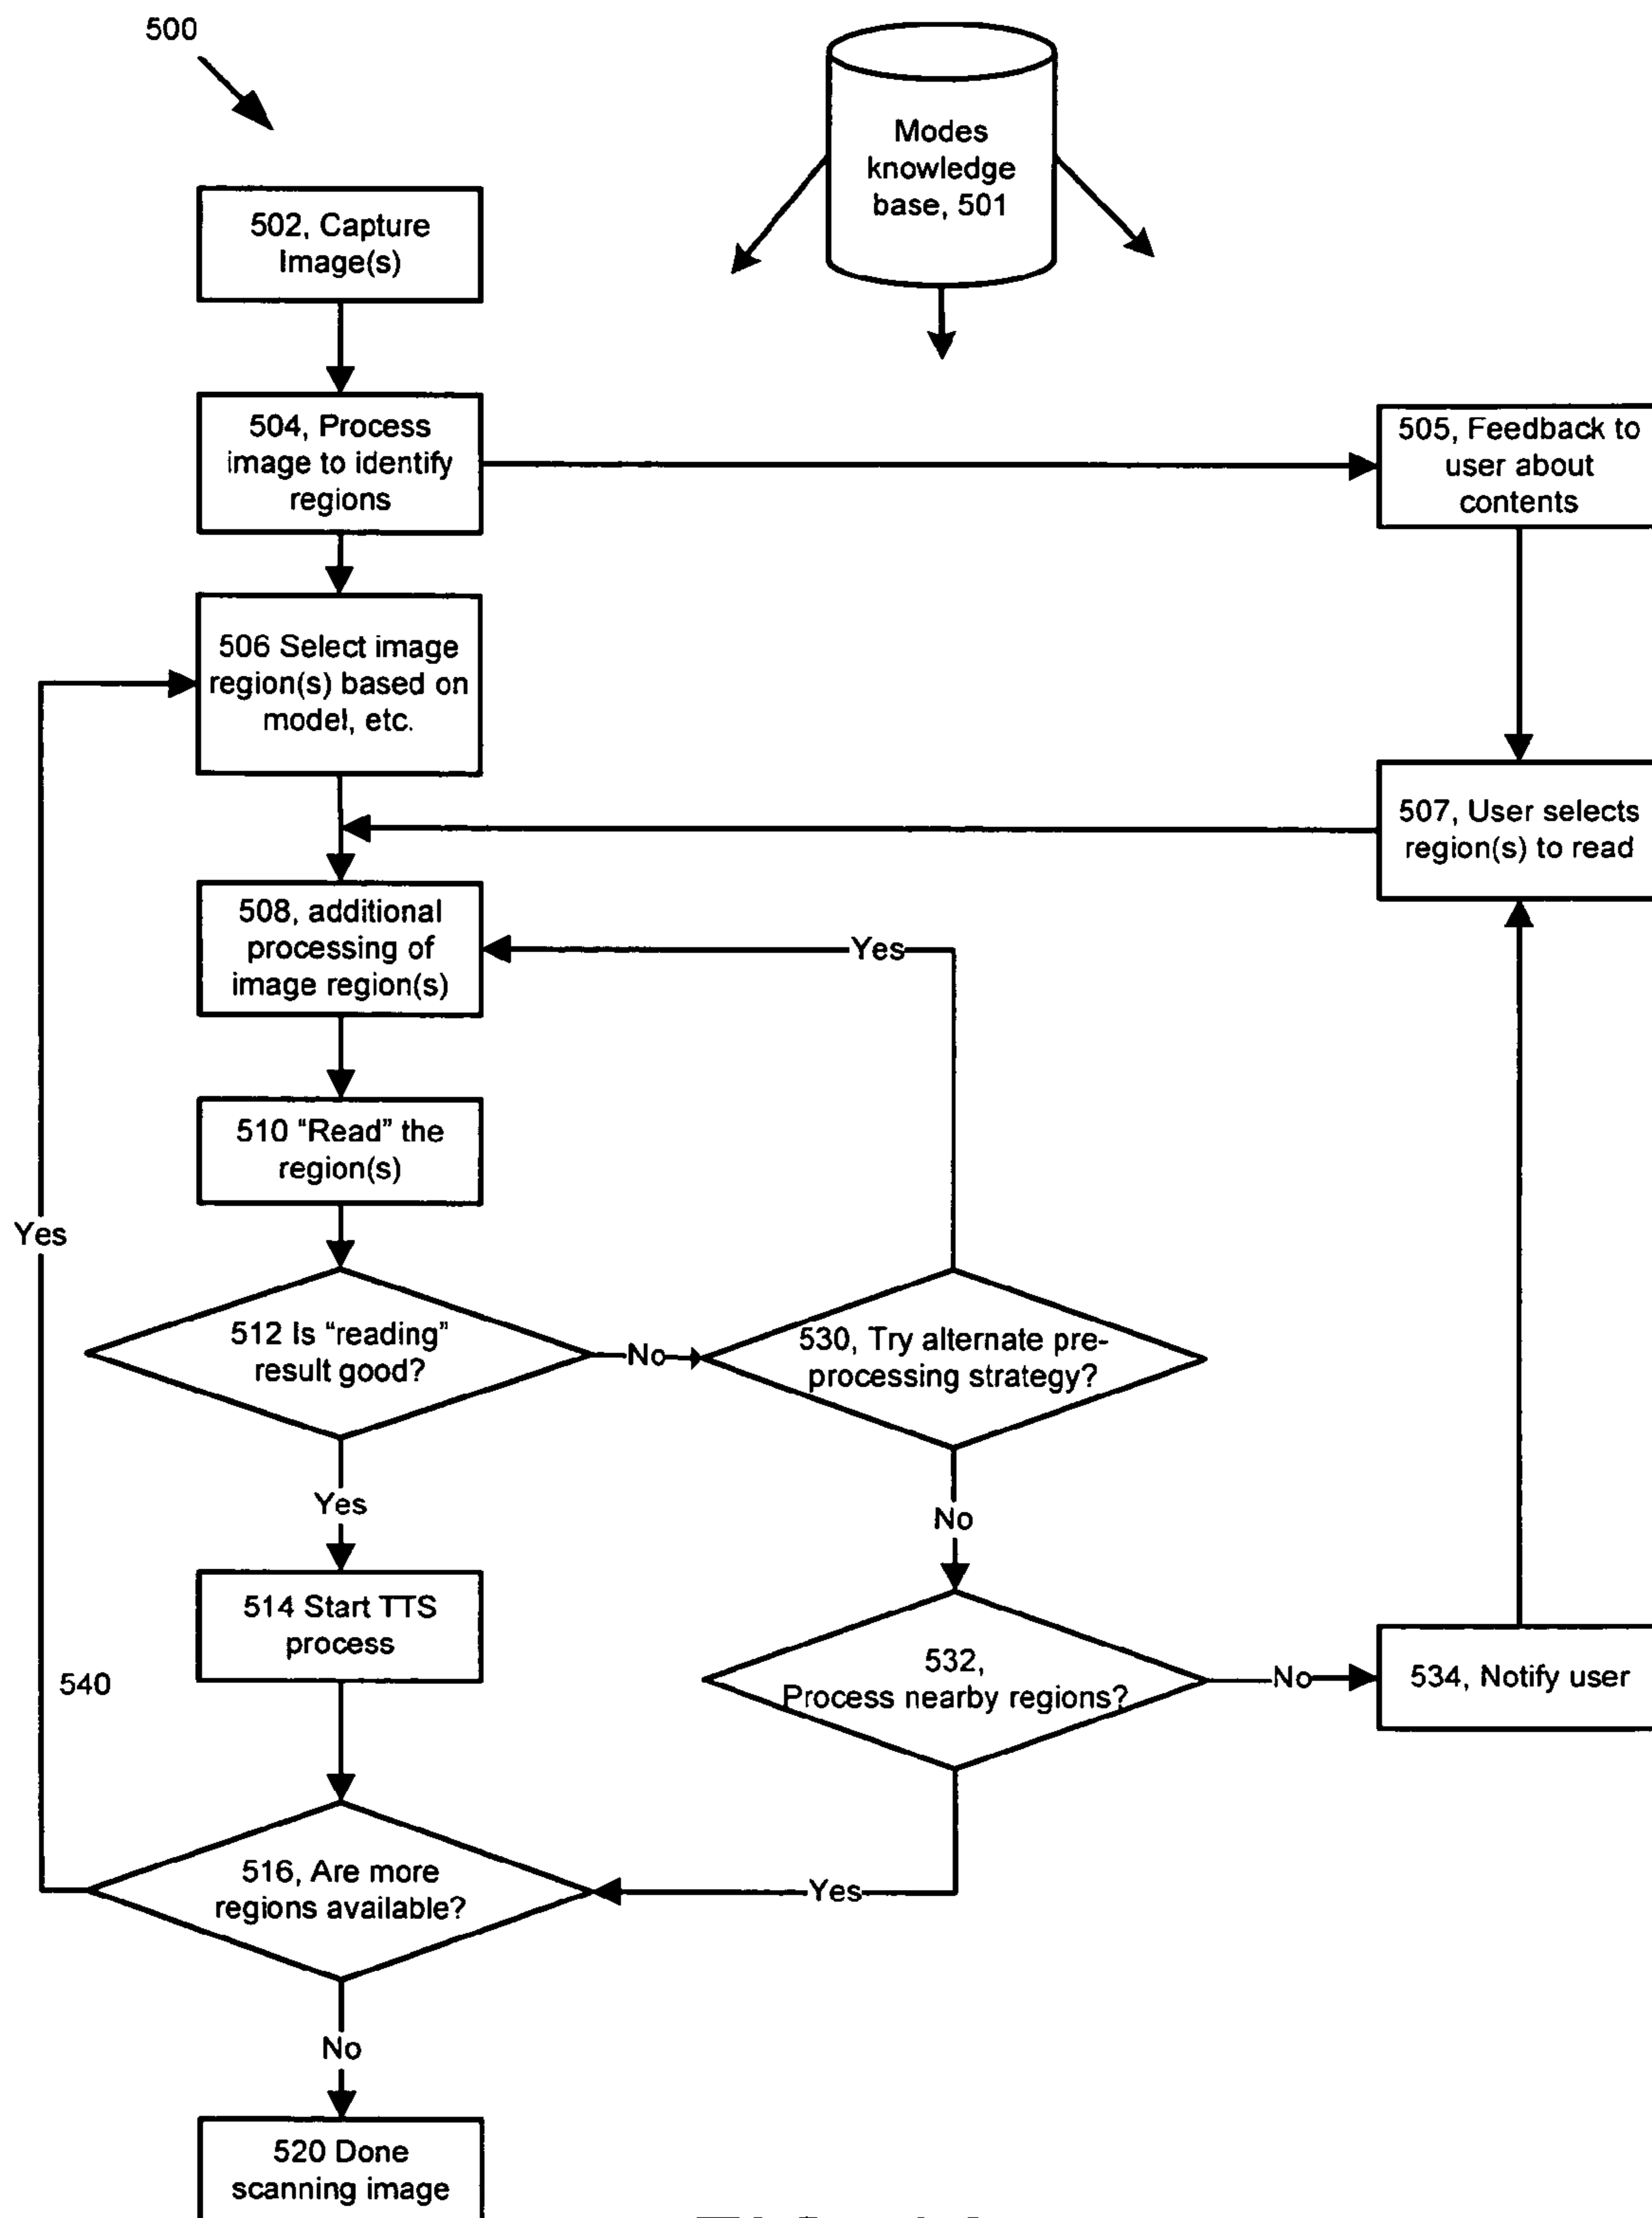 500
Modes
knowledge
base, 501
502, Capture
Image(s)
504, Process
image to identify
regions
505, Feedback to
user about
contents
506 Select image
region(s) based on
model, etc.
507, User selects
region(s) to read
508, additional
processing of
image region(s)
Yes
510 “Read” the
region(s)
Yes
512 Is “reading”
result good?
No
530, Try alternate pre-
processing strategy?
Yes
No
514 Start TTS
process
532,
Process nearby regions?
No
534, Notify user
540
516, Are more
regions available?
Yes
No
520 Done
scanning image